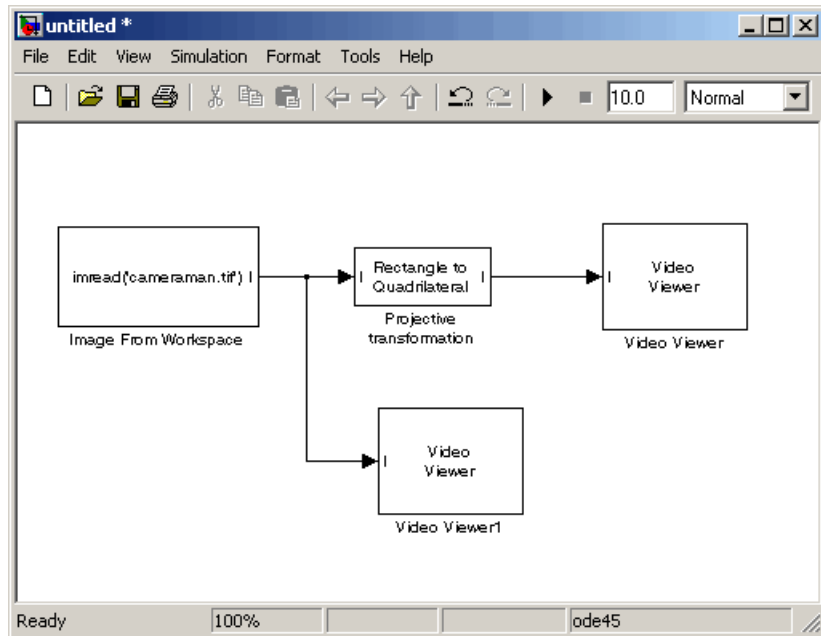 untitled *
File Edit View Simulation Format Tools Help
10.0 Normal
imread('cameraman.tif') I
Image From Workspace
I Rectangle to Quadrilateral I
Projective
transformation
I Video
Viewer
Video Viewer
I Video
Viewer
Video Viewer1
Ready 100% ode45